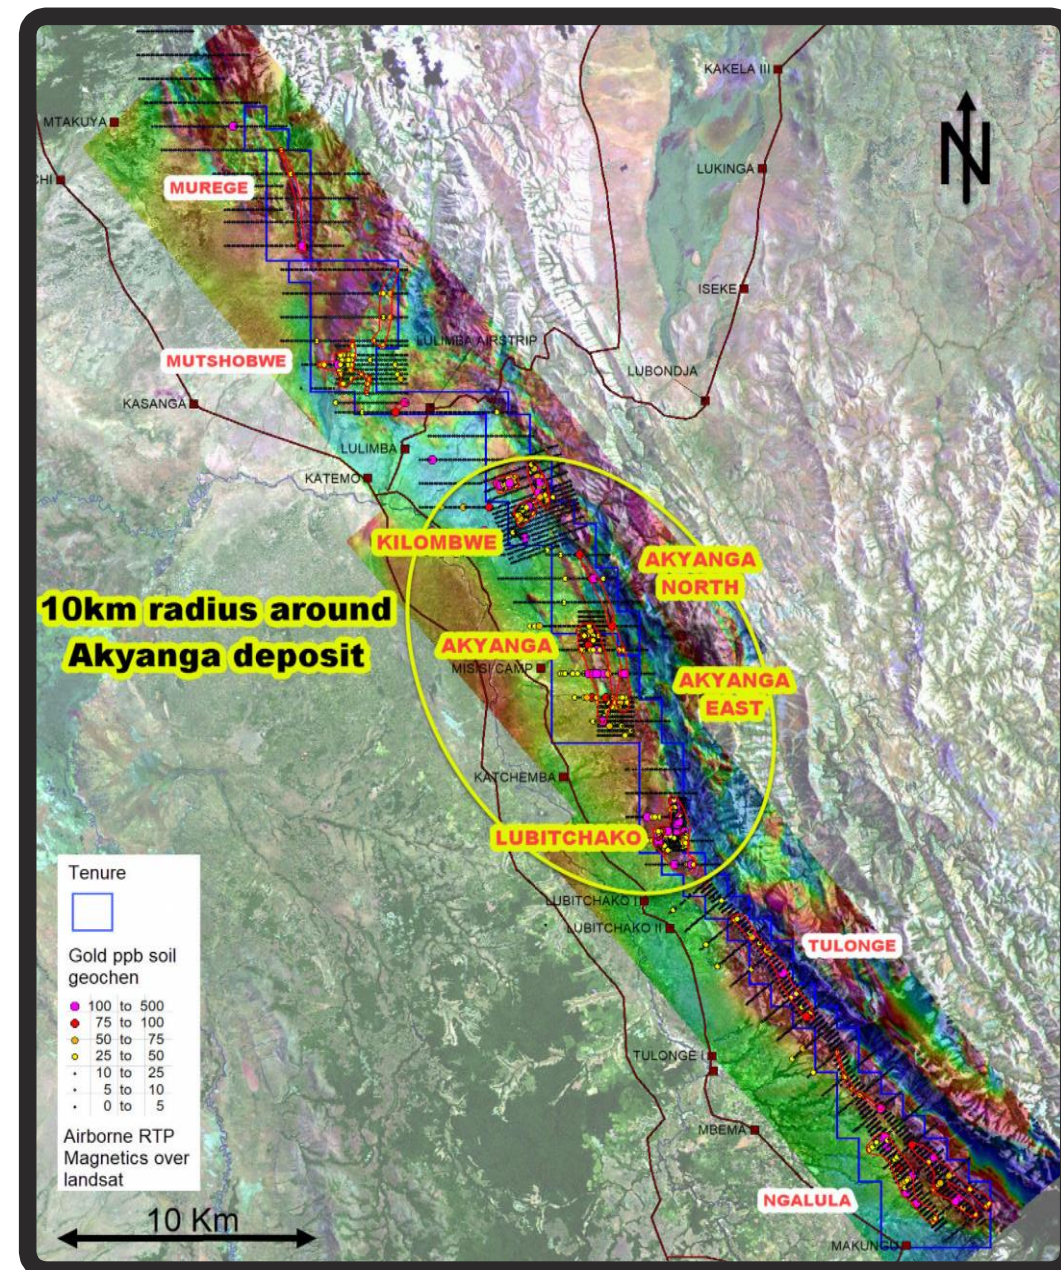 KAKELA III
MTAKUYA
LUKINGA
CHI
MUREGE
N
ISEKE
LULIMBA AIRSTRIP
MUTSHOBWE
LUBONDJA
KASANGA
LULIMBA
KATEMO
KILOMBWE
AKYANGA
NORTH
10km radius around
Akyanga deposit
AKYANGA
MISISI CAMP
AKYANGA
EAST
KATCHEMBA
LUBITCHAKO
LUBITCHAKO I
LUBITCHAKO II
TULONGE
TULONGE I
MBEMA
NGALULA
MAKUNGU
Tenure
Gold ppb soil
geochen
100 to 500
75 to 100
50 to 75
25 to 50
10 to 25
5 to 10
0 to 5
Airborne RTP
Magnetics over
landsat
10 Km